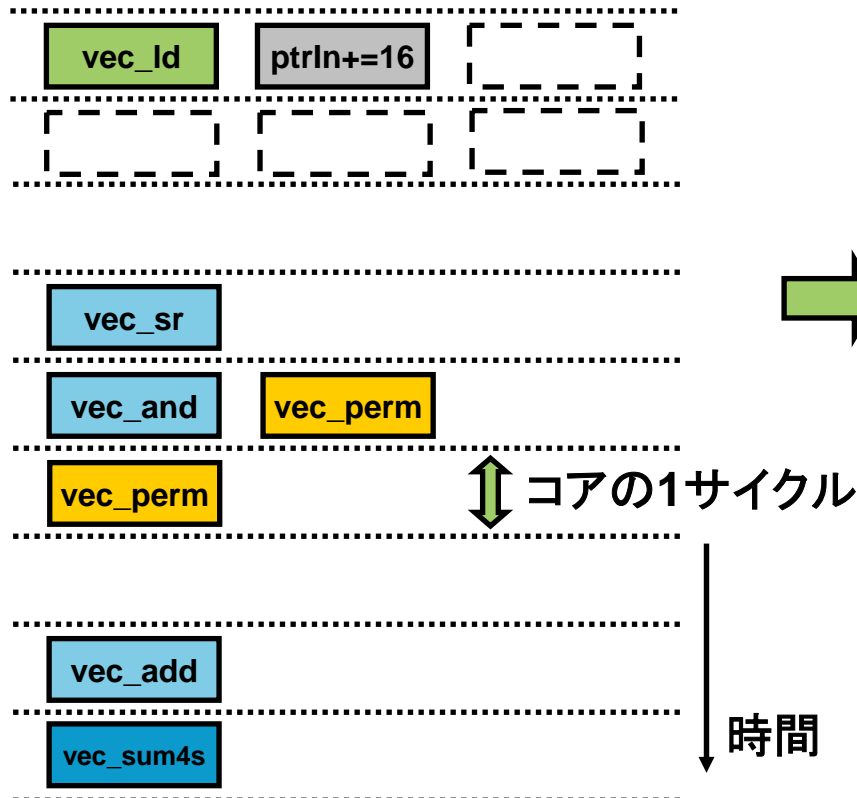 vec_ld ptrIn+=16
vec_sr
vec_and vec_perm
vec_perm コアの1サイクル
vec_add
時間
vec_sum4s